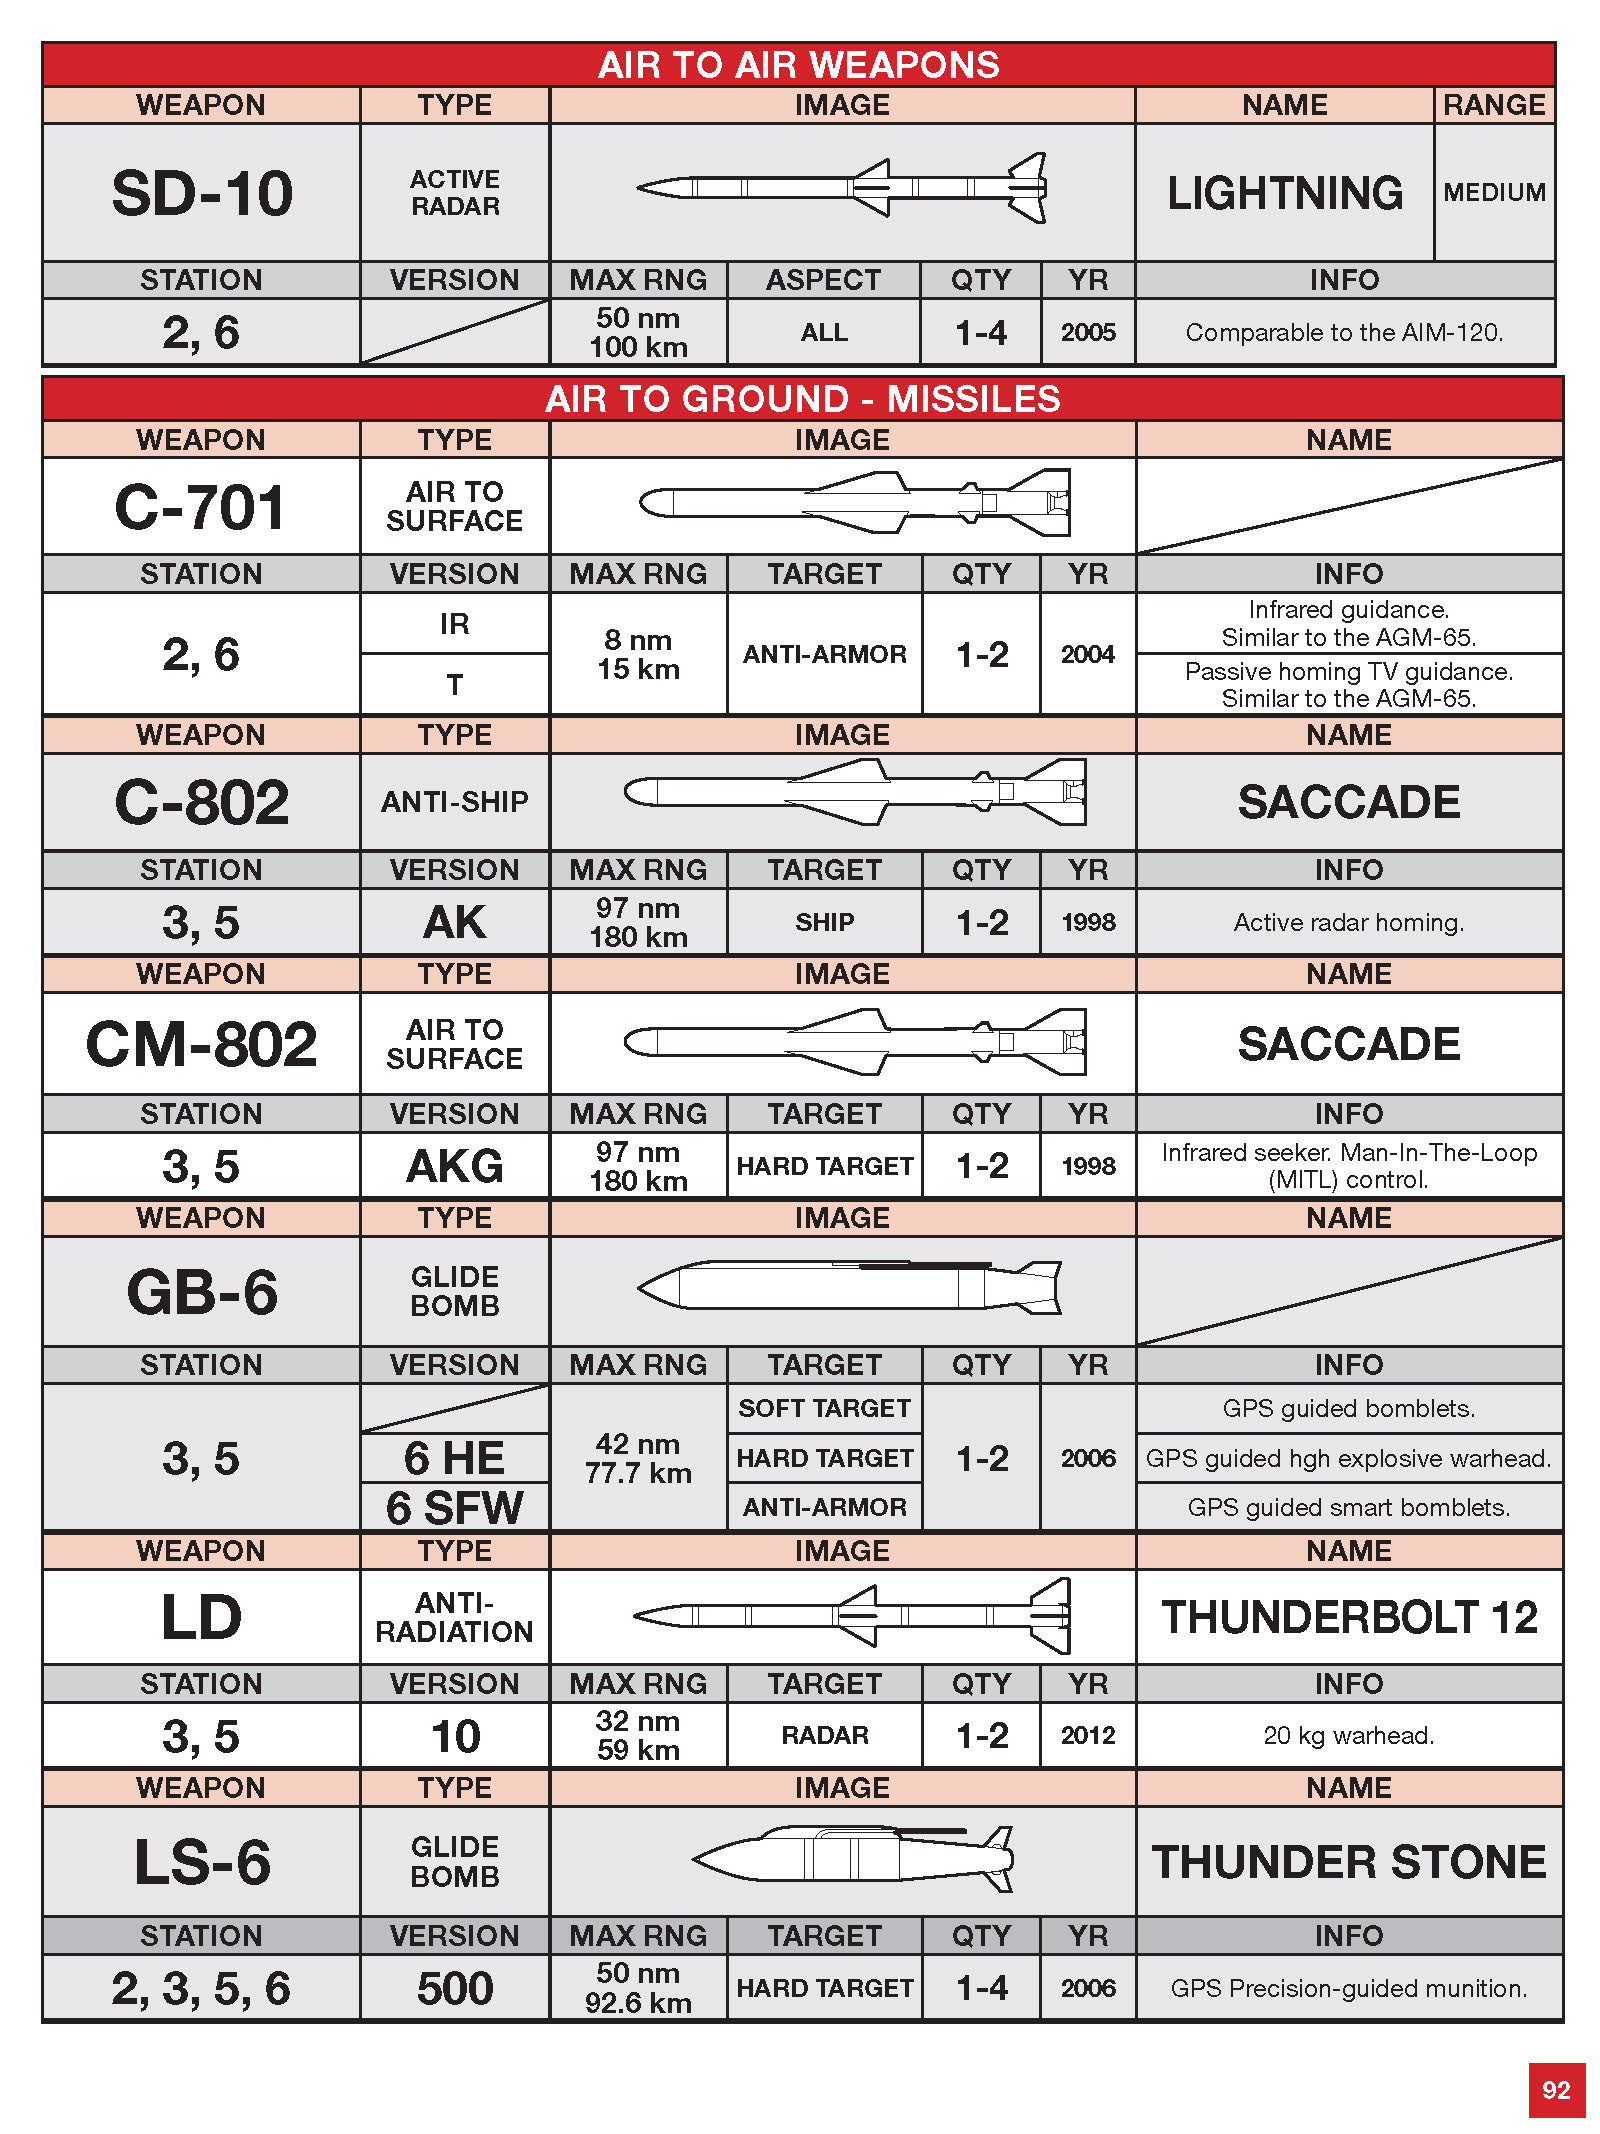 AIR TO AIR WEAPONS
WEAPON TYPE IMAGE NAME RANGE
SD-10 ACTIVE RADAR LIGHTNING MEDIUM
STATION VERSION MAX RNG ASPECT QTY YR INFO
2, 6 50 nm 100 km ALL 1-4 2005 Comparable to the AIM-120.
AIR TO GROUND - MISSILES
WEAPON TYPE IMAGE NAME
C-701 AIR TO SURFACE
STATION VERSION MAX RNG TARGET QTY YR INFO
2, 6 IR 8 nm 15 km ANTI-ARMOR 1-2 2004 Infrared guidance. Similar to the AGM-65.
T Passive homing TV guidance. Similar to the AGM-65.
WEAPON TYPE IMAGE NAME
C-802 ANTI-SHIP SACCADE
STATION VERSION MAX RNG TARGET QTY YR INFO
3, 5 AK 97 nm 180 km SHIP 1-2 1998 Active radar homing.
WEAPON TYPE IMAGE NAME
CM-802 AIR TO SURFACE SACCADE
STATION VERSION MAX RNG TARGET QTY YR INFO
3, 5 AKG 97 nm 180 km HARD TARGET 1-2 1998 Infrared seeker. Man-In-The-Loop (MITL) control.
WEAPON TYPE IMAGE NAME
GB-6 GLIDE BOMB
STATION VERSION MAX RNG TARGET QTY YR INFO
SOFT TARGET GPS guided bomblets.
3, 5 6 HE 42 nm 77.7 km HARD TARGET 1-2 2006 GPS guided hgh explosive warhead.
6 SFW ANTI-ARMOR GPS guided smart bomblets.
WEAPON TYPE IMAGE NAME
LD ANTI-RADIATION THUNDERBOLT 12
STATION VERSION MAX RNG TARGET QTY YR INFO
3, 5 10 32 nm 59 km RADAR 1-2 2012 20 kg warhead.
WEAPON TYPE IMAGE NAME
LS-6 GLIDE BOMB THUNDER STONE
STATION VERSION MAX RNG TARGET QTY YR INFO
2, 3, 5, 6 500 50 nm 92.6 km HARD TARGET 1-4 2006 GPS Precision-guided munition.
92